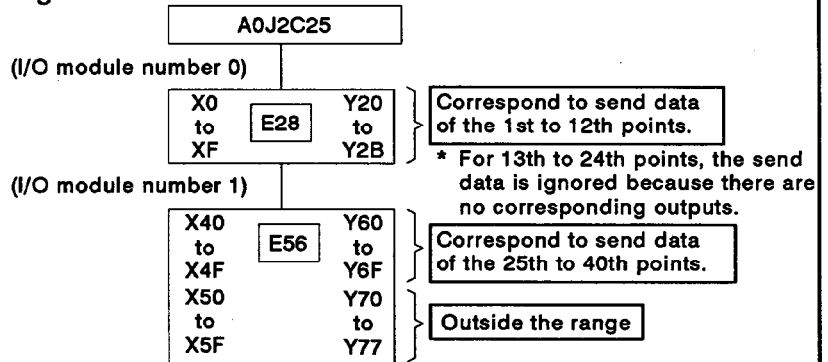 A0J2C25
(I/O module number 0)
X0 Y20 Correspond to send data
to E28 to of the 1st to 12th points.
XF Y2B
* For 13th to 24th points, the send
data is ignored because there are
no corresponding outputs.
(I/O module number 1)
X40 Y60
to E56 to Correspond to send data
X4F Y6F of the 25th to 40th points.
X50 Y70
to to Outside the range
X5F Y77